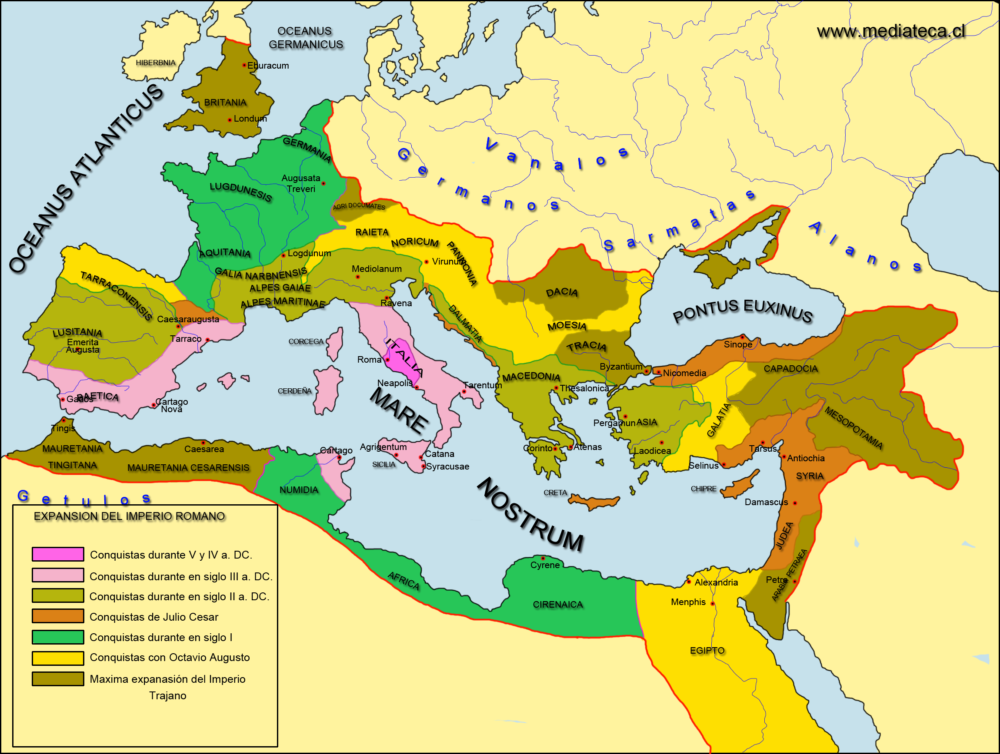 www.mediateca.cl
OCEANUS
GERMANICUS
HIBERBNIA
Eburacum
BRITANIA
Londum
OCEANUS ATLANTICUS
GERMANIA
Vanalos
Germanos
Sarmatas
Alanos
Augusata
Treveri
LUGDUNESIS
AGRI DOCUMATES
RAIETA
NORICUM
PANNONIA
AQUITANIA
Logdunum
Virunum
GALIA NARBNENSIS
Mediolanum
ALPES GAIAE
ALPES MARITINAE
Ravena
TARRACONENSIS
Caesaraugusta
LUSITANIA
Emerita
Augusta
Tarraco
DACIA
PONTUS EUXINUS
DALMATIA
MOESIA
CORCEGA
ITALIA
TRACIA
Sinope
Roma
Byzantium
Nicomedia
CAPADOCIA
MACEDONIA
Neapolis
Tarentum
Thesalonica
CERDEÑA
BAETICA
Gades
Cartago
Nova
MARE
Pergamun
ASIA
GALATIA
MESOPOTAMIA
Tingis
MAURETANIA
TINGITANA
Caesarea
MAURETANIA CESARENSIS
Cartago
Agrigentum
Catana
SICILIA
Syracusae
Corinto
Atenas
Laodicea
Tarsus
Selinus
Antiochia
SYRIA
NUMIDIA
NOSTRUM
CRETA
CHIPRE
Damascus
Getulos
JUDEA
ARABIA PETRAEA
Petra
Cyrene
AFRICA
CIRENAICA
Alexandria
Menphis
EGIPTO
EXPANSION DEL IMPERIO ROMANO
Conquistas durante V y IV a. DC.
Conquistas durante en siglo III a. DC.
Conquistas durante en siglo II a. DC.
Conquistas de Julio Cesar
Conquistas durante en siglo I
Conquistas con Octavio Augusto
Maxima expanasión del Imperio
Trajano